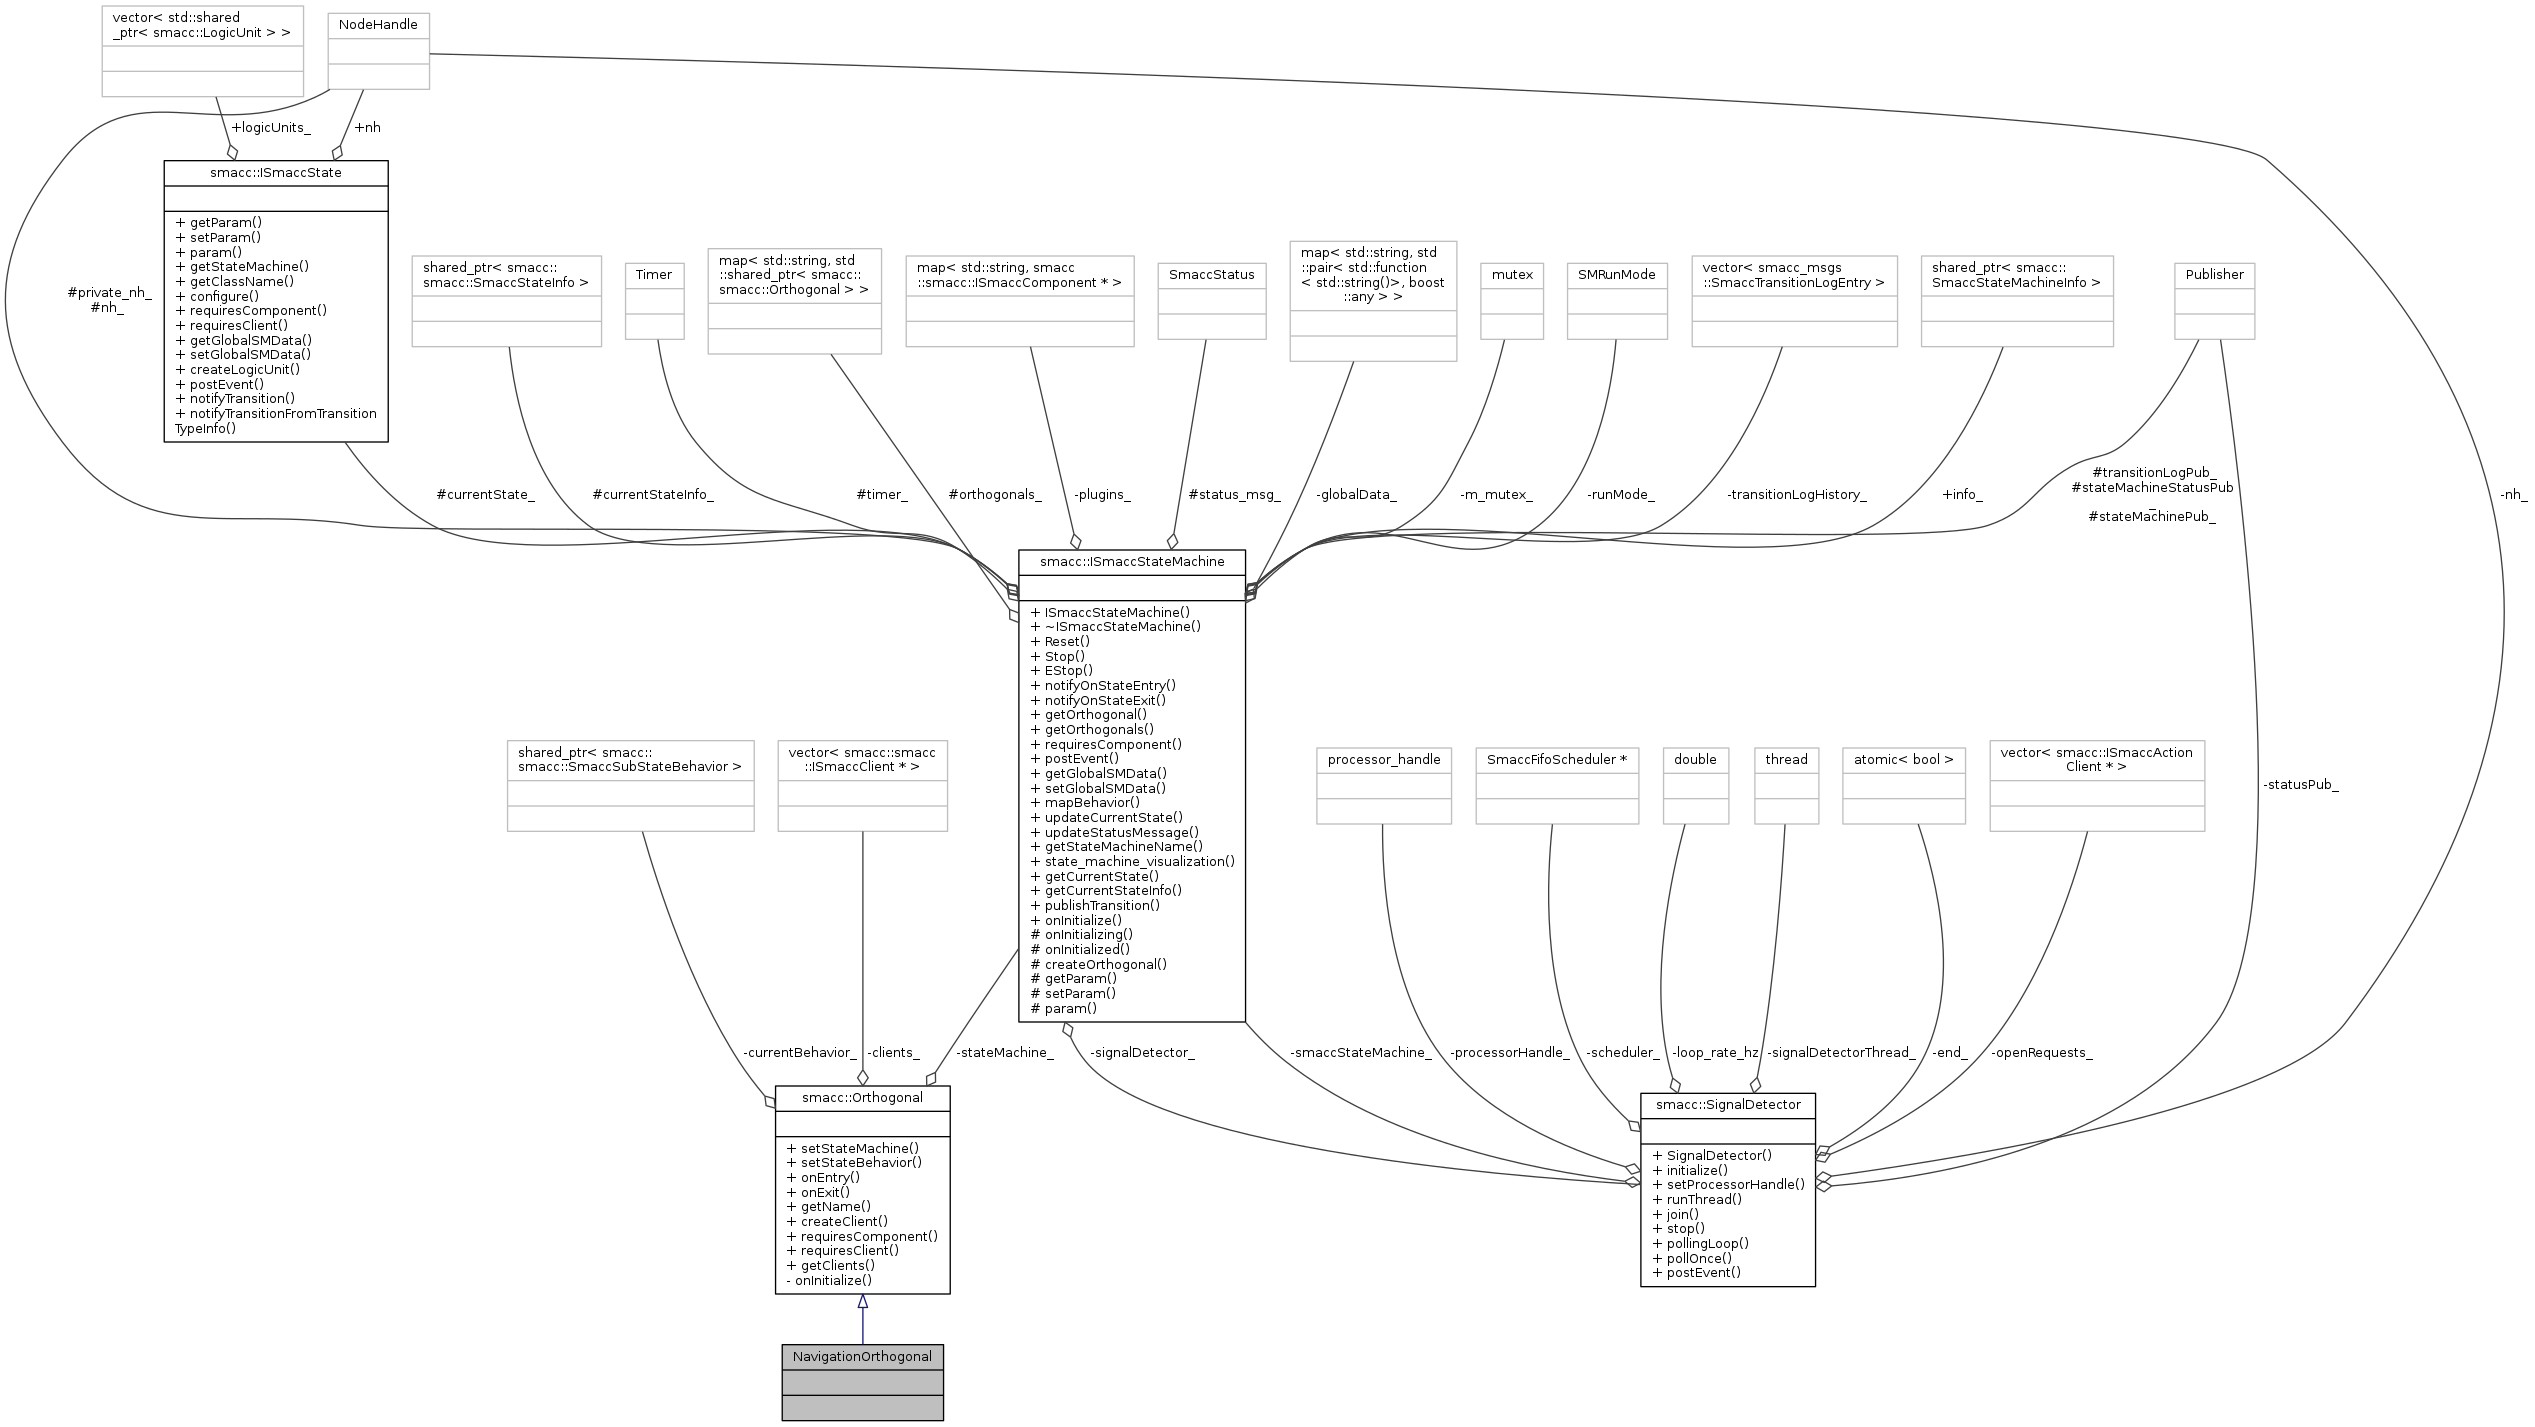 vector< std::shared
_ptr< smacc::LogicUnit > >
NodeHandle
+logicUnits_
+nh
smacc::ISmaccState
+ getParam()
+ setParam()
+ param()
+ getStateMachine()
+ getClassName()
+ configure()
+ requiresComponent()
+ requiresClient()
+ getGlobalSMData()
+ setGlobalSMData()
+ createLogicUnit()
+ postEvent()
+ notifyTransition()
+ notifyTransitionFromTransition
TypeInfo()
#private_nh_
#nh_
shared_ptr< smacc::
smacc::SmaccStateInfo >
Timer
map< std::string, std
::shared_ptr< smacc::
smacc::Orthogonal > >
map< std::string, smacc
::smacc::ISmaccComponent * >
SmaccStatus
map< std::string, std
::pair< std::function
< std::string()>, boost
::any > >
mutex
SMRunMode
vector< smacc_msgs
::SmaccTransitionLogEntry >
shared_ptr< smacc::
SmaccStateMachineInfo >
Publisher
#currentState_
#currentStateInfo_
#timer_
#orthogonals_
-plugins_
#status_msg_
-globalData_
-m_mutex_
-runMode_
-transitionLogHistory_
+info_
#transitionLogPub_
#stateMachineStatusPub
_
#stateMachinePub_
-nh_
smacc::ISmaccStateMachine
+ ISmaccStateMachine()
+ ~ISmaccStateMachine()
+ Reset()
+ Stop()
+ EStop()
+ notifyOnStateEntry()
+ notifyOnStateExit()
+ getOrthogonal()
+ getOrthogonals()
+ requiresComponent()
+ postEvent()
+ getGlobalSMData()
+ setGlobalSMData()
+ mapBehavior()
+ updateCurrentState()
+ updateStatusMessage()
+ getStateMachineName()
+ state_machine_visualization()
+ getCurrentState()
+ getCurrentStateInfo()
+ publishTransition()
+ onInitialize()
# onInitializing()
# onInitialized()
# createOrthogonal()
# getParam()
# setParam()
# param()
shared_ptr< smacc::
smacc::SmaccSubStateBehavior >
vector< smacc::smacc
::ISmaccClient * >
processor_handle
SmaccFifoScheduler *
double
thread
atomic< bool >
vector< smacc::ISmaccAction
Client * >
-statusPub_
-currentBehavior_
-clients_
-stateMachine_
-signalDetector_
-smaccStateMachine_
-processorHandle_
-scheduler_
-loop_rate_hz
-signalDetectorThread_
-end_
-openRequests_
smacc::Orthogonal
+ setStateMachine()
+ setStateBehavior()
+ onEntry()
+ onExit()
+ getName()
+ createClient()
+ requiresComponent()
+ requiresClient()
+ getClients()
- onInitialize()
smacc::SignalDetector
+ SignalDetector()
+ initialize()
+ setProcessorHandle()
+ runThread()
+ join()
+ stop()
+ pollingLoop()
+ pollOnce()
+ postEvent()
NavigationOrthogonal